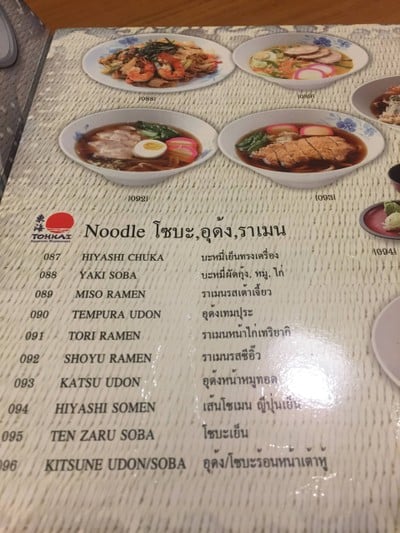 (088)
(089)
(092)
(093)
(094)
東海
TOHKAI
Noodle โซบะ,อุด้ง,ราเมน
087 HIYASHI CHUKA บะหมี่เย็นทรงเครื่อง
088 YAKI SOBA บะหมี่ผัดกุ้ง, หมู, ไก่
089 MISO RAMEN ราเมนรสเต้าเจี้ยว
090 TEMPURA UDON อุด้งเทมปุระ
091 TORI RAMEN ราเมนหน้าไก่เทริยากิ
092 SHOYU RAMEN ราเมนรสซีอิ๊ว
093 KATSU UDON อุด้งหน้าหมูทอด
094 HIYASHI SOMEN เส้นโซเมน ญี่ปุ่นเย็น
095 TEN ZARU SOBA โซบะเย็น
096 KITSUNE UDON/SOBA อุด้ง/โซบะร้อนหน้าเต้าหู้